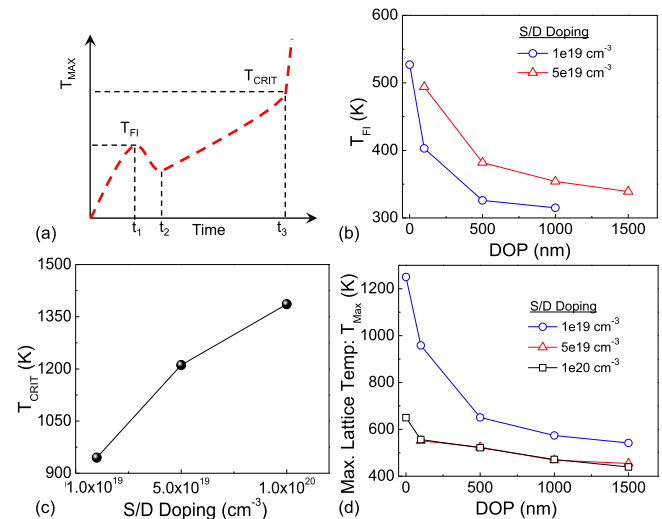 T_MAX
T_CRIT
T_FI
t_1
t_2
Time
t_3
(a)
600
500
400
300
T_FI (K)
S/D Doping
1e19 cm^-3
5e19 cm^-3
0
500
1000
1500
DOP (nm)
(b)
1500
1350
1200
1050
900
T_CRIT (K)
1.0x10^19
5.0x10^19
1.0x10^20
S/D Doping (cm^-3)
(c)
1200
1000
800
600
400
Max. Lattice Temp: T_Max (K)
S/D Doping
1e19 cm^-3
5e19 cm^-3
1e20 cm^-3
0
500
1000
1500
DOP (nm)
(d)